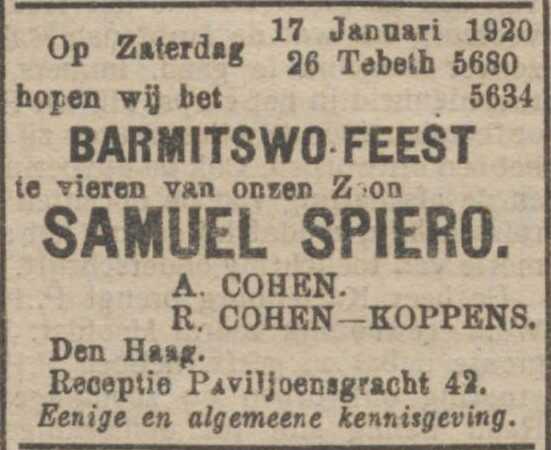 Op Zaterdag 17 Januari 1920
26 Tebeth 5680
hopen wij het 5634
BARMITSWO-FEEST
te vieren van onzen Zoon
SAMUEL SPIERO.
A. COHEN.
R. COHEN—KOPPENS.
Den Haag.
Receptie Paviljoensgracht 42.
Eenige en algemeene kennisgeving.